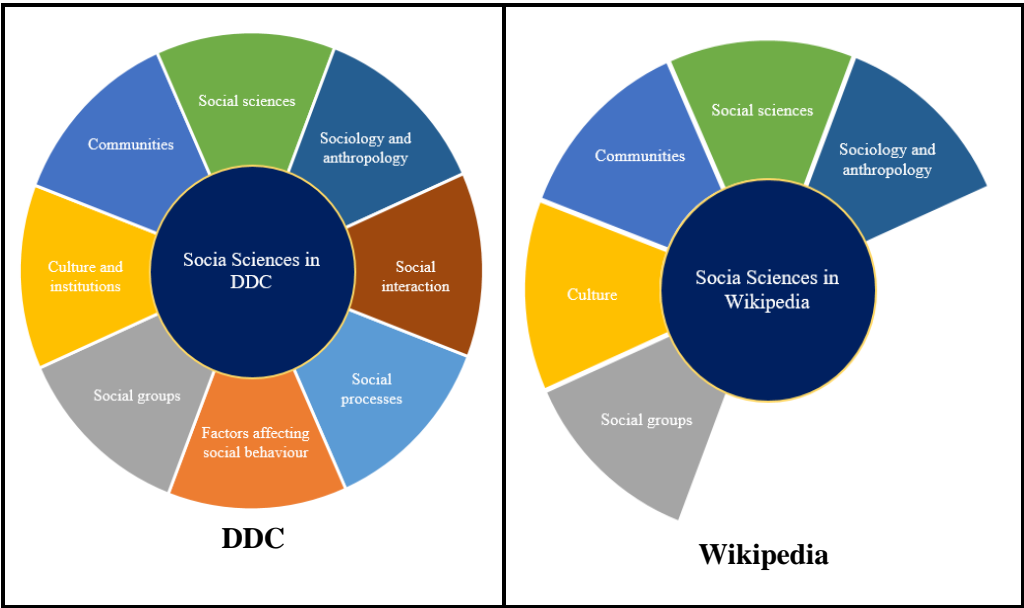 Social sciences
Sociology and
anthropology
Social
interaction
Social
processes
Factors affecting
social behaviour
Social groups
Culture and
institutions
Communities
Socia Sciences in
DDC
DDC
Social sciences
Sociology and
anthropology
Social groups
Culture
Communities
Socia Sciences in
Wikipedia
Wikipedia